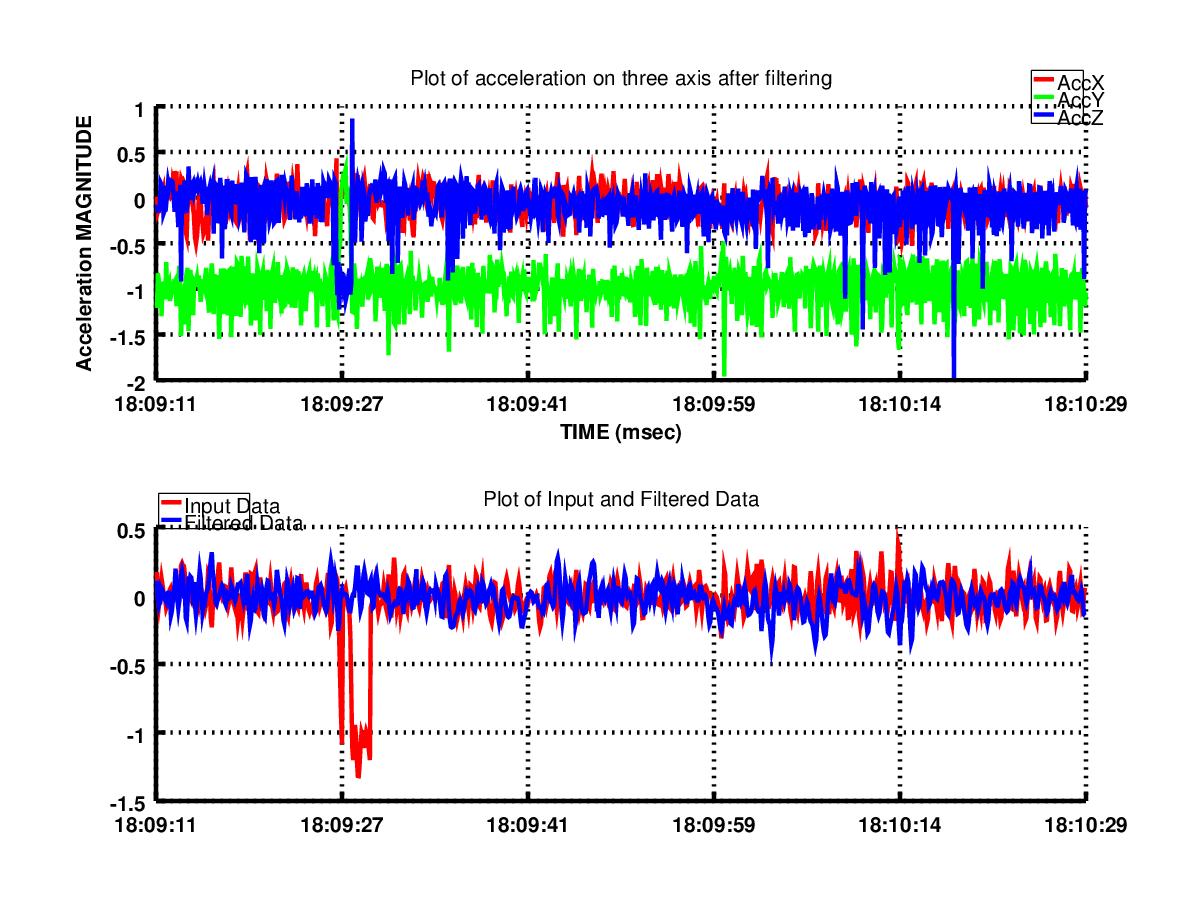 Plot of acceleration on three axis after filtering
AccX
AccY
AccZ
Acceleration MAGNITUDE
1
0.5
0
-0.5
-1
-1.5
-2
18:09:11 18:09:27 18:09:41 18:09:59 18:10:14 18:10:29
TIME (msec)
Plot of Input and Filtered Data
Input Data
Filtered Data
0.5
0
-0.5
-1
-1.5
18:09:11 18:09:27 18:09:41 18:09:59 18:10:14 18:10:29